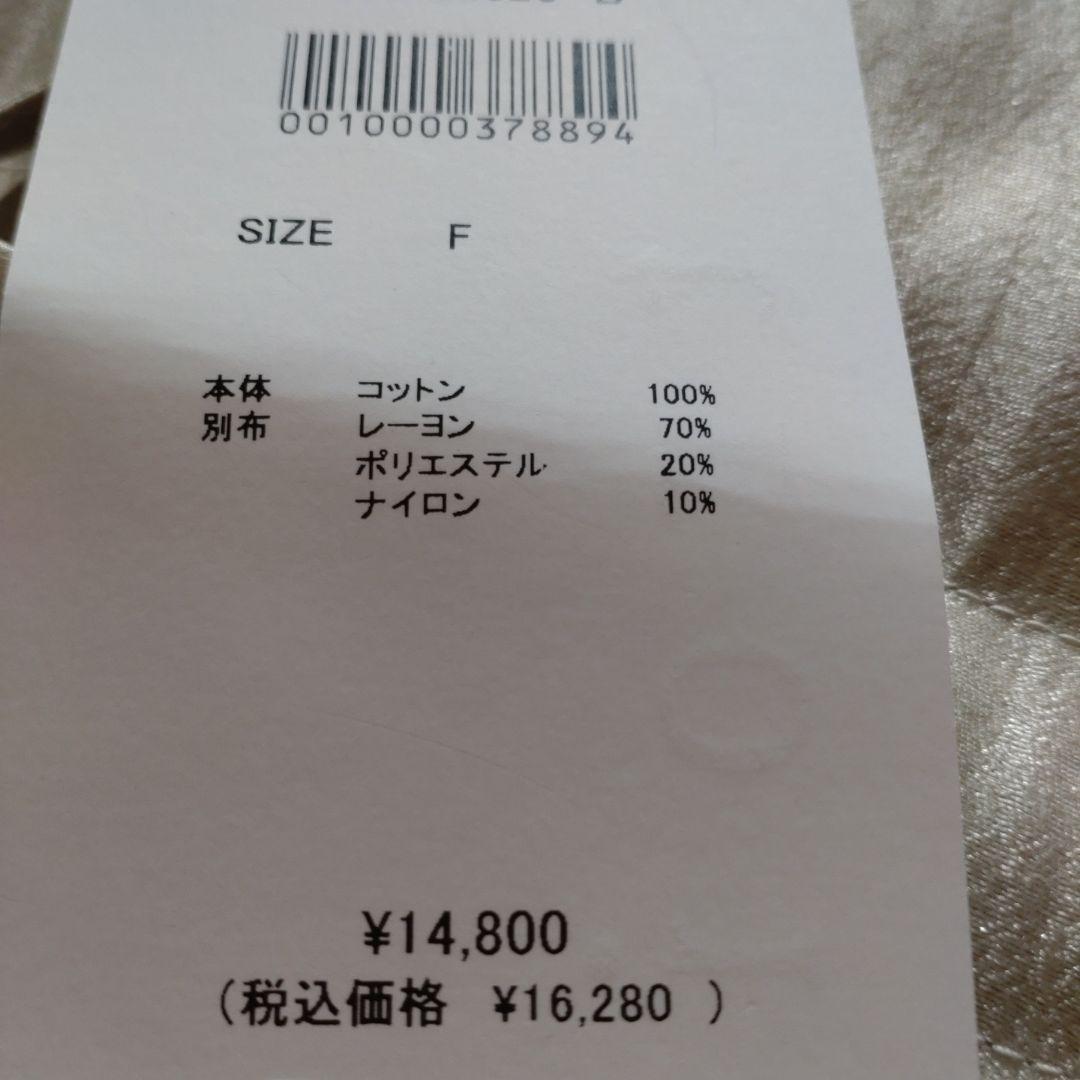 0010000378894
SIZE F
本体 コットン 100%
別布 レーヨン 70%
ポリエステル 20%
ナイロン 10%
¥14,800
(税込価格 ¥16,280 )